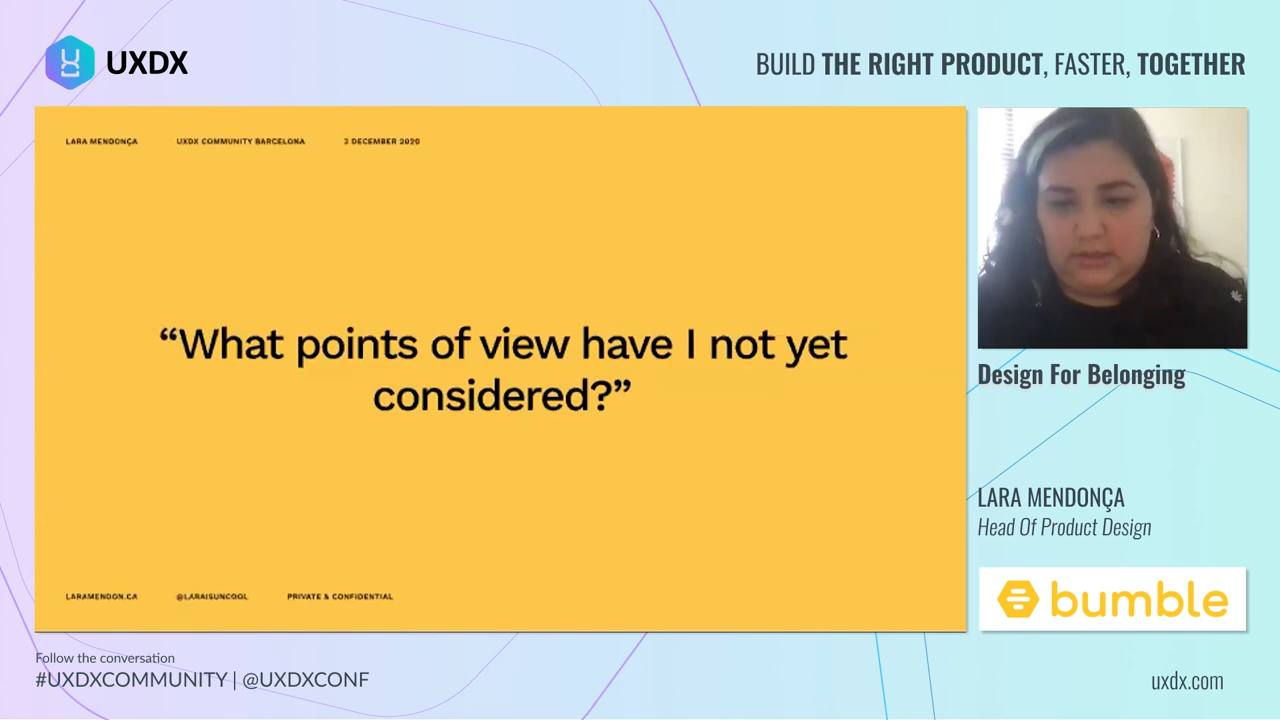 UXDX
BUILD THE RIGHT PRODUCT, FASTER, TOGETHER
LARA MENDONÇA UXDX COMMUNITY BARCELONA 3 DECEMBER 2020
“What points of view have I not yet
considered?”
LARAMENDON.CA @LARAISUNCOOL PRIVATE & CONFIDENTIAL
Design For Belonging
LARA MENDONÇA
Head Of Product Design
bumble
Follow the conversation
#UXDXCOMMUNITY | @UXDXCONF
uxdx.com